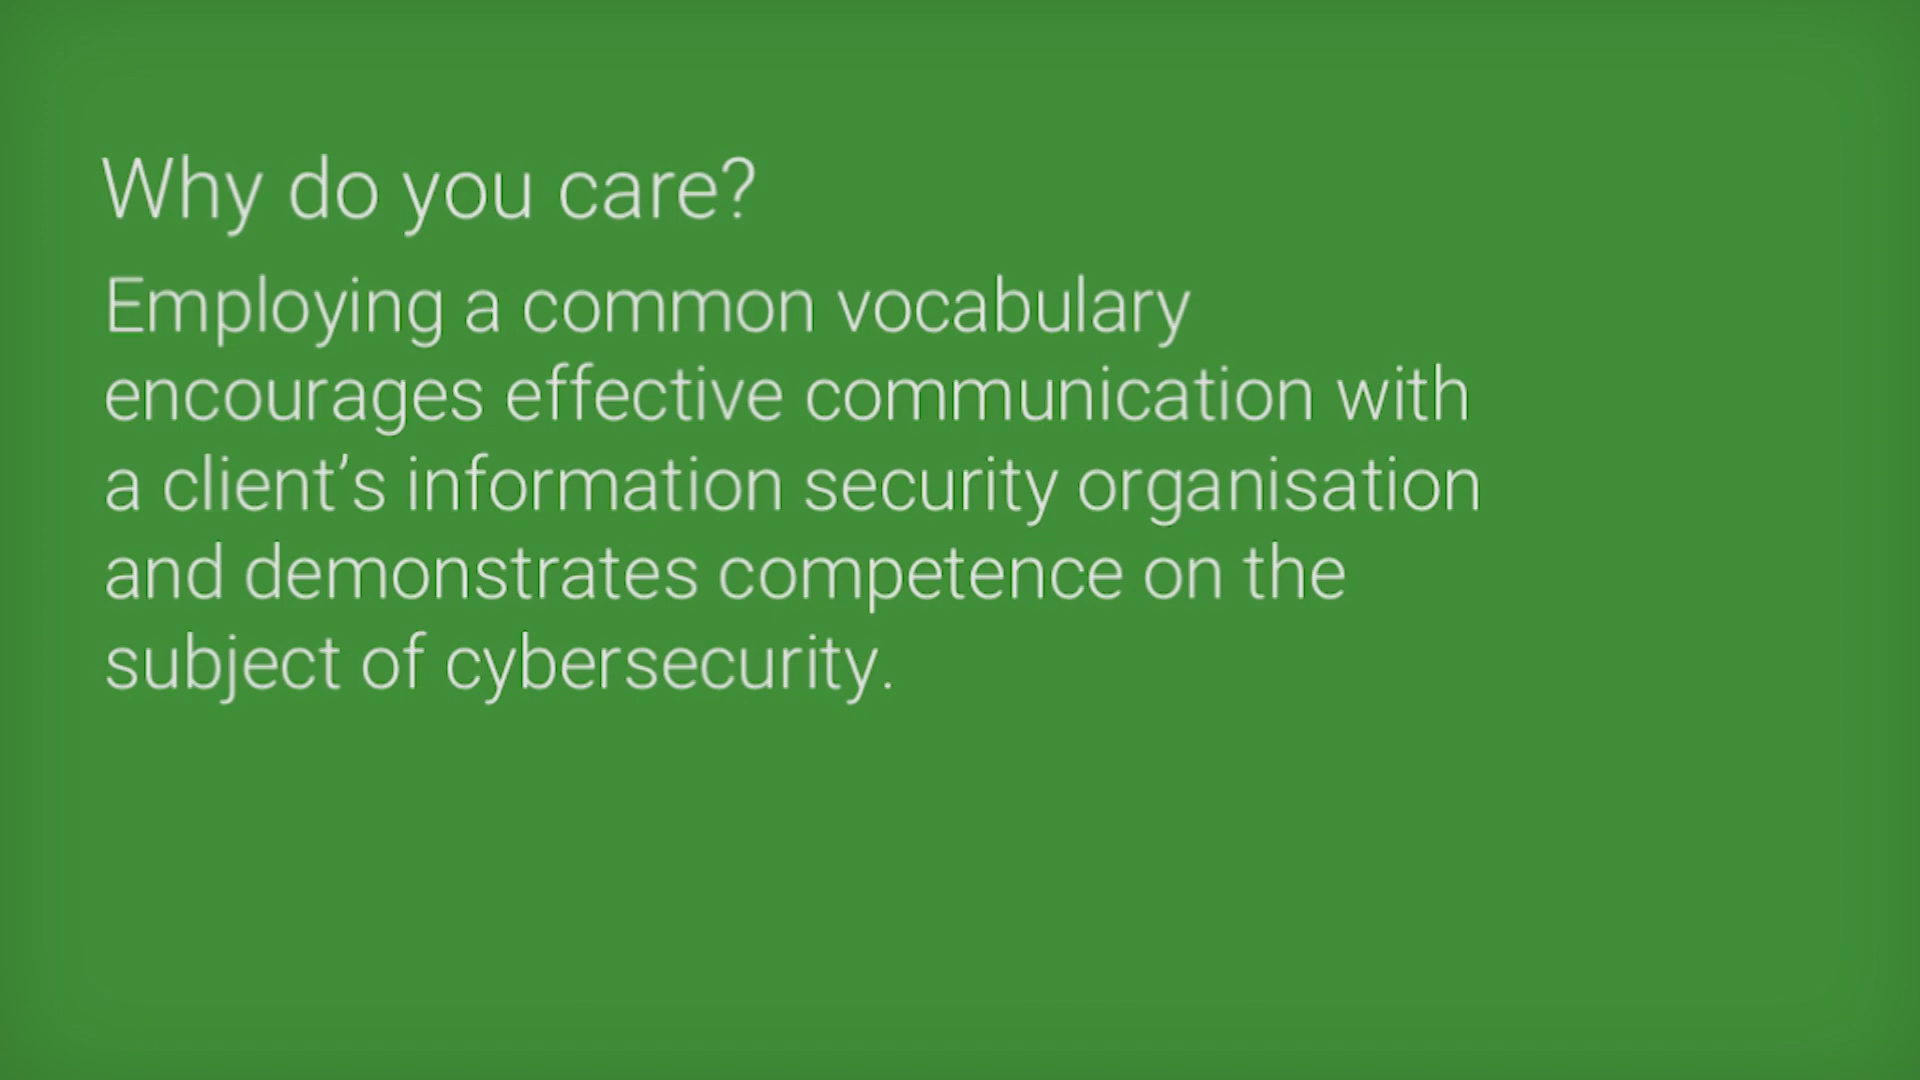 Why do you care?
Employing a common vocabulary
encourages effective communication with
a client’s information security organisation
and demonstrates competence on the
subject of cybersecurity.